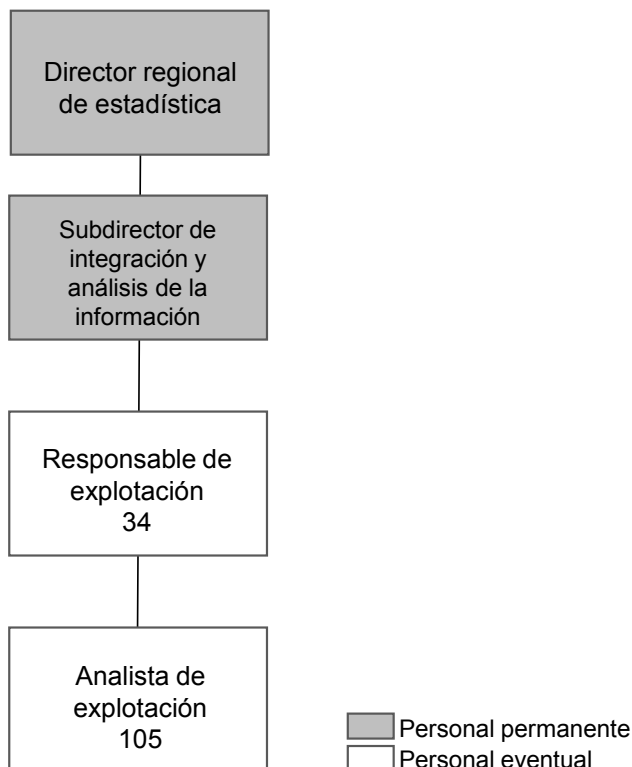 Director regional
de estadística
Subdirector de
integración y
análisis de la
información
Responsable de
explotación
34
Analista de
explotación
105
Personal permanente
Personal eventual